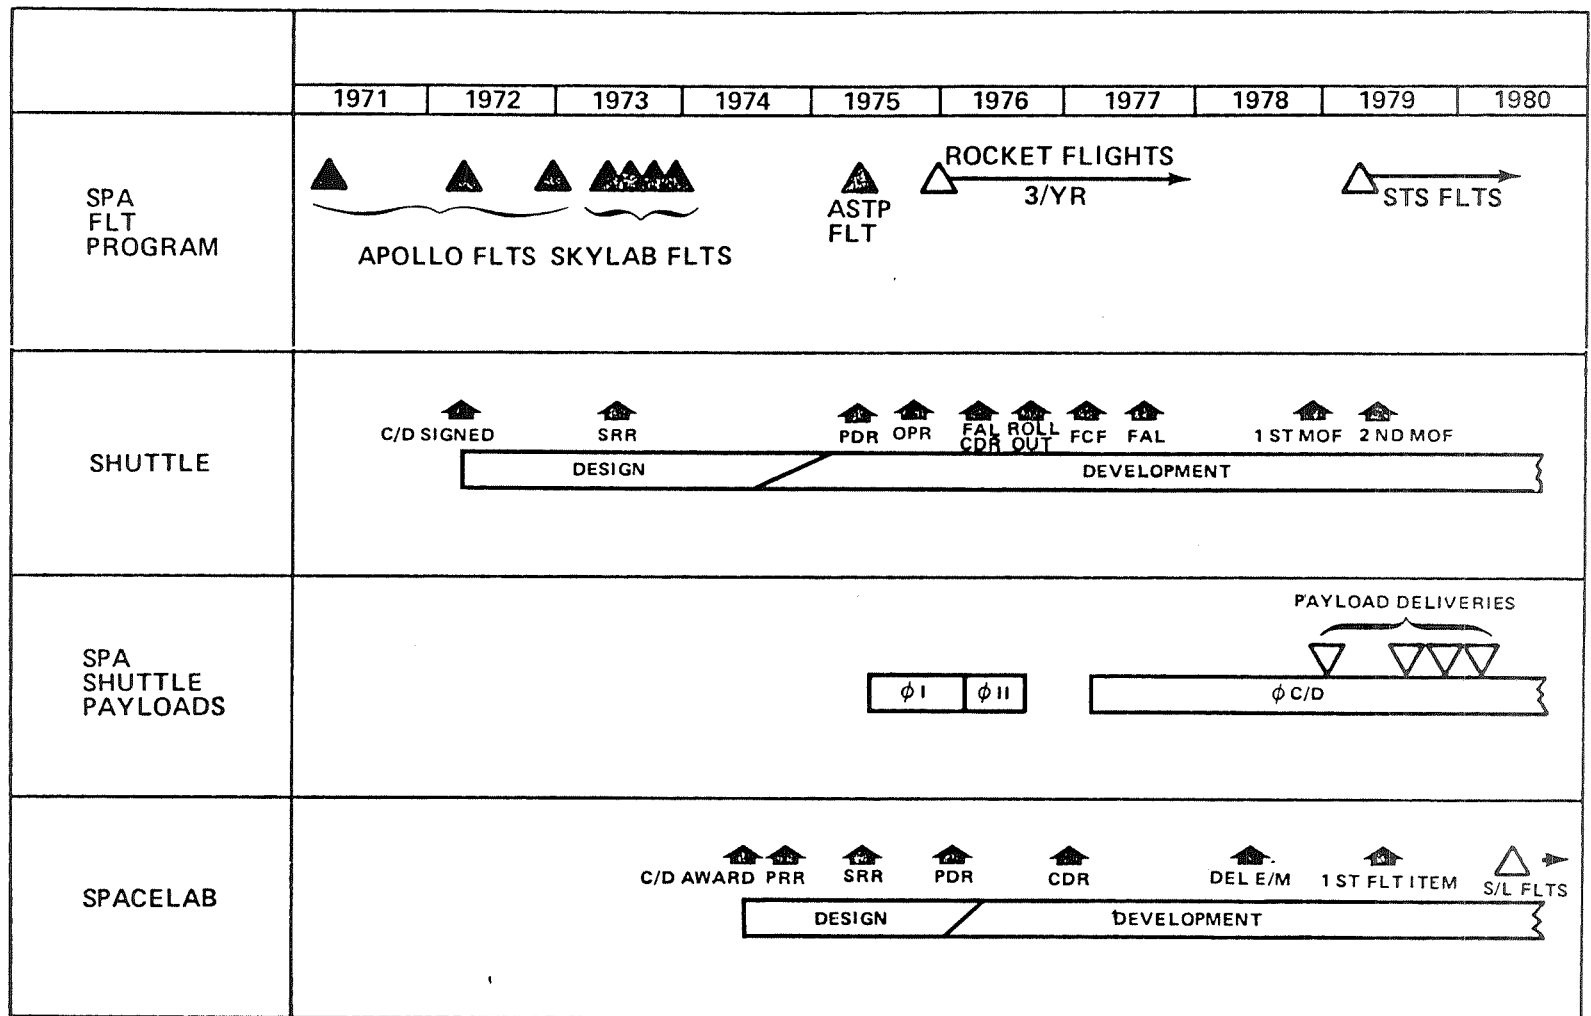 1971 1972 1973 1974 1975 1976 1977 1978 1979 1980
SPA
FLT
PROGRAM
APOLLO FLTS
SKYLAB FLTS
ASTP
FLT
ROCKET FLIGHTS
3/YR
STS FLTS
SHUTTLE
C/D SIGNED
SRR
PDR
OPR
FAL
CDR
ROLL
OUT
FCF
FAL
1 ST MOF
2 ND MOF
DESIGN
DEVELOPMENT
SPA
SHUTTLE
PAYLOADS
PAYLOAD DELIVERIES
ϕ I
ϕ II
ϕ C/D
SPACELAB
C/D AWARD
PRR
SRR
PDR
CDR
DEL E/M
1 ST FLT ITEM
S/L FLTS
DESIGN
DEVELOPMENT